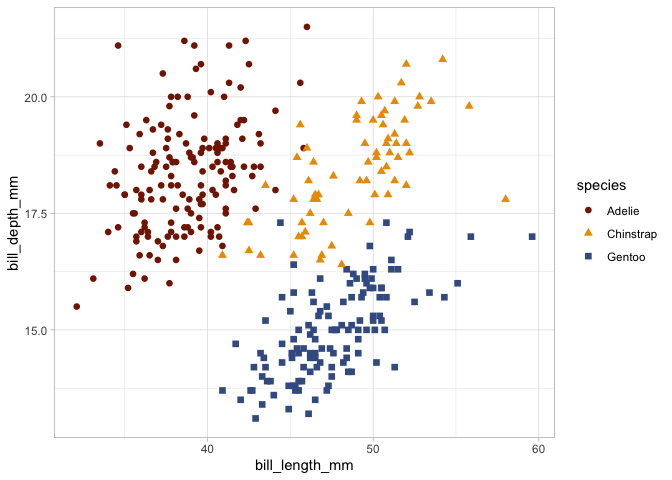 20.0
17.5
15.0
bill_depth_mm
40
50
60
bill_length_mm
species
Adelie
Chinstrap
Gentoo